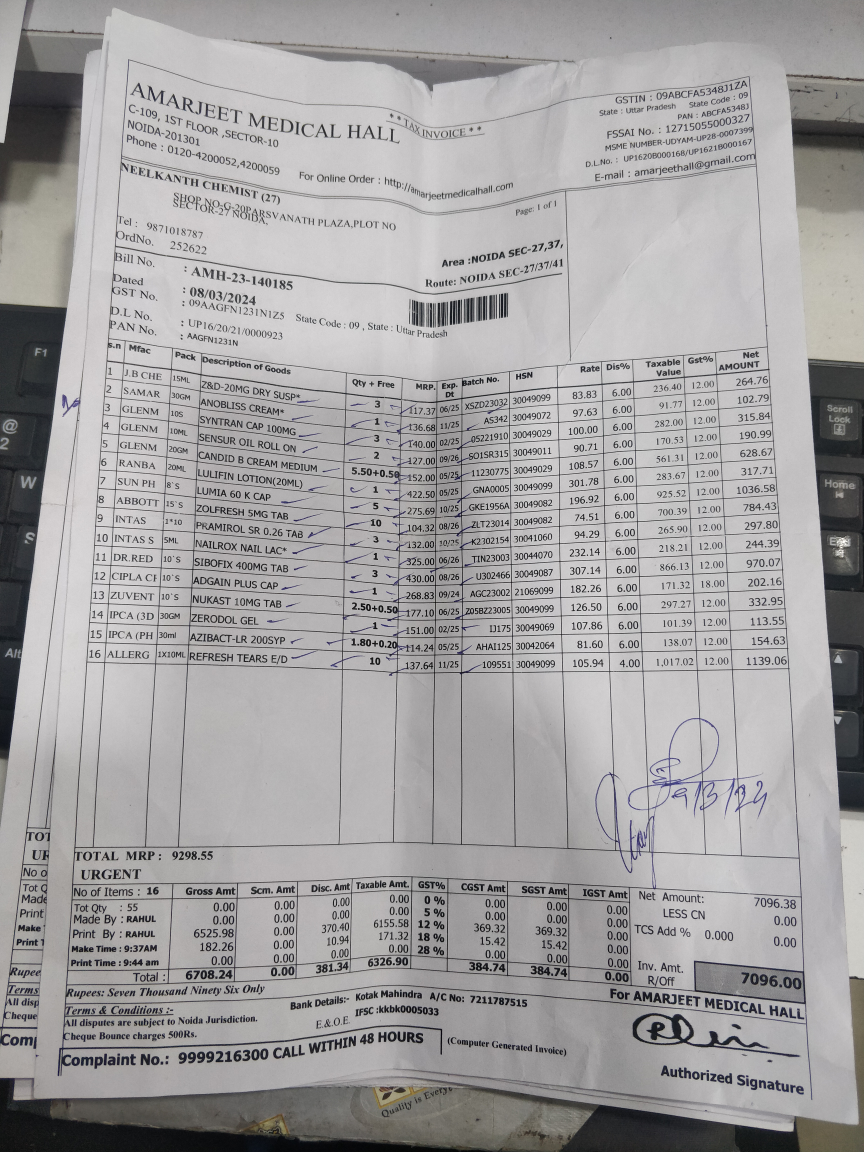 ** TAX INVOICE **
AMARJEET MEDICAL HALL
C-109, 1ST FLOOR ,SECTOR-10
NOIDA-201301
Phone : 0120-4200052,4200059
For Online Order : http://amarjeetmedicalhall.com
GSTIN : 09ABCFA5348J1ZA
State : Uttar Pradesh State Code : 09
PAN : ABCFA5348J
FSSAI No. : 12715055000327
MSME NUMBER-UDYAM-UP28-0007399
D.L.No. : UP1620B000168/UP1621B000167
E-mail : amarjeethall@gmail.com
NEELKANTH CHEMIST (27)
SHOP NO-G-20PARSVANATH PLAZA,PLOT NO
SECTOR-27 NOIDA.
Page: 1 of 1
Tel : 9871018787
OrdNo. 252622
Area :NOIDA SEC-27,37,
Route: NOIDA SEC-27/37/41
Bill No. : AMH-23-140185
Dated : 08/03/2024
GST No. : 09AAGFN1231N1Z5 State Code : 09 , State : Uttar Pradesh
D.L No. : UP16/20/21/0000923
PAN No. : AAGFN1231N
s.n Mfac Pack Description of Goods Qty + Free MRP. Exp. Dt Batch No. HSN Rate Dis% Taxable Value Gst% Net AMOUNT
1 J.B CHE 15ML Z&D-20MG DRY SUSP* 3 117.37 06/25 XSZD23032 30049099 83.83 6.00 236.40 12.00 264.76
2 SAMAR 30GM ANOBLISS CREAM* 1 136.68 11/25 A5342 30049072 97.63 6.00 91.77 12.00 102.79
3 GLENM 10S SYNTRAN CAP 100MG 3 140.00 02/25 05221910 30049029 100.00 6.00 282.00 12.00 315.84
4 GLENM 10ML SENSUR OIL ROLL ON 2 127.00 09/26 SO1SR315 30049011 90.71 6.00 170.53 12.00 190.99
5 GLENM 20GM CANDID B CREAM MEDIUM 5.50+0.50 152.00 05/25 11230775 30049029 108.57 6.00 561.31 12.00 628.67
6 RANBA 20ML LULIFIN LOTION(20ML) 1 422.50 05/25 GNA0005 30049099 301.78 6.00 283.67 12.00 317.71
7 SUN PH 8`S LUMIA 60 K CAP 5 275.69 10/25 GKE1956A 30049082 196.92 6.00 925.52 12.00 1036.58
8 ABBOTT 15`S ZOLFRESH 5MG TAB 10 104.32 08/26 ZLT23014 30049082 74.51 6.00 700.39 12.00 784.43
9 INTAS 1*10 PRAMIROL SR 0.26 TAB 3 132.00 10/25 K2302154 30041060 94.29 6.00 265.90 12.00 297.80
10 INTAS S 5ML NAILROX NAIL LAC* 1 325.00 06/26 TIN23003 30044070 232.14 6.00 218.21 12.00 244.39
11 DR.RED 10`S SIBOFIX 400MG TAB 3 430.00 08/26 U302466 30049087 307.14 6.00 866.13 12.00 970.07
12 CIPLA CH 10`S ADGAIN PLUS CAP 1 268.83 09/24 AGC23002 21069099 182.26 6.00 171.32 18.00 202.16
13 ZUVENT 10`S NUKAST 10MG TAB 2.50+0.50 177.10 06/25 Z05BZ23005 30049099 126.50 6.00 297.27 12.00 332.95
14 IPCA (3D 30GM ZERODOL GEL 1 151.00 02/25 IJ175 30049069 107.86 6.00 101.39 12.00 113.55
15 IPCA (PH 30ml AZIBACT-LR 200SYP 1.80+0.20 114.24 05/25 AHAI125 30042064 81.60 6.00 138.07 12.00 154.63
16 ALLERG 1X10ML REFRESH TEARS E/D 10 137.64 11/25 109551 30049099 105.94 4.00 1,017.02 12.00 1139.06
9/3/24
TOTAL MRP : 9298.55
URGENT
No of Items : 16 Gross Amt Scm. Amt Disc. Amt Taxable Amt. GST% CGST Amt SGST Amt IGST Amt
Tot Qty : 55 0.00 0.00 0.00 0.00 0 % 0.00 0.00 0.00
Made By : RAHUL 0.00 0.00 0.00 0.00 5 % 0.00 0.00 0.00
Print By : RAHUL 6525.98 0.00 370.40 6155.58 12 % 369.32 369.32 0.00
Make Time : 9:37AM 182.26 0.00 10.94 171.32 18 % 15.42 15.42 0.00
Print Time : 9:44 am 0.00 0.00 0.00 0.00 28 % 0.00 0.00 0.00
Total : 6708.24 0.00 381.34 6326.90 384.74 384.74 0.00
Net Amount: 7096.38
LESS CN 0.00
TCS Add % 0.000 0.00
Inv. Amt. R/Off 7096.00
Rupees: Seven Thousand Ninety Six Only
Terms & Conditions :-
All disputes are subject to Noida Jurisdiction.
Cheque Bounce charges 500Rs.
Bank Details:- Kotak Mahindra A/C No: 7211787515
IFSC :kkbk0005033
E.& O.E.
For AMARJEET MEDICAL HALL
Complaint No.: 9999216300 CALL WITHIN 48 HOURS
(Computer Generated Invoice)
Authorized Signature